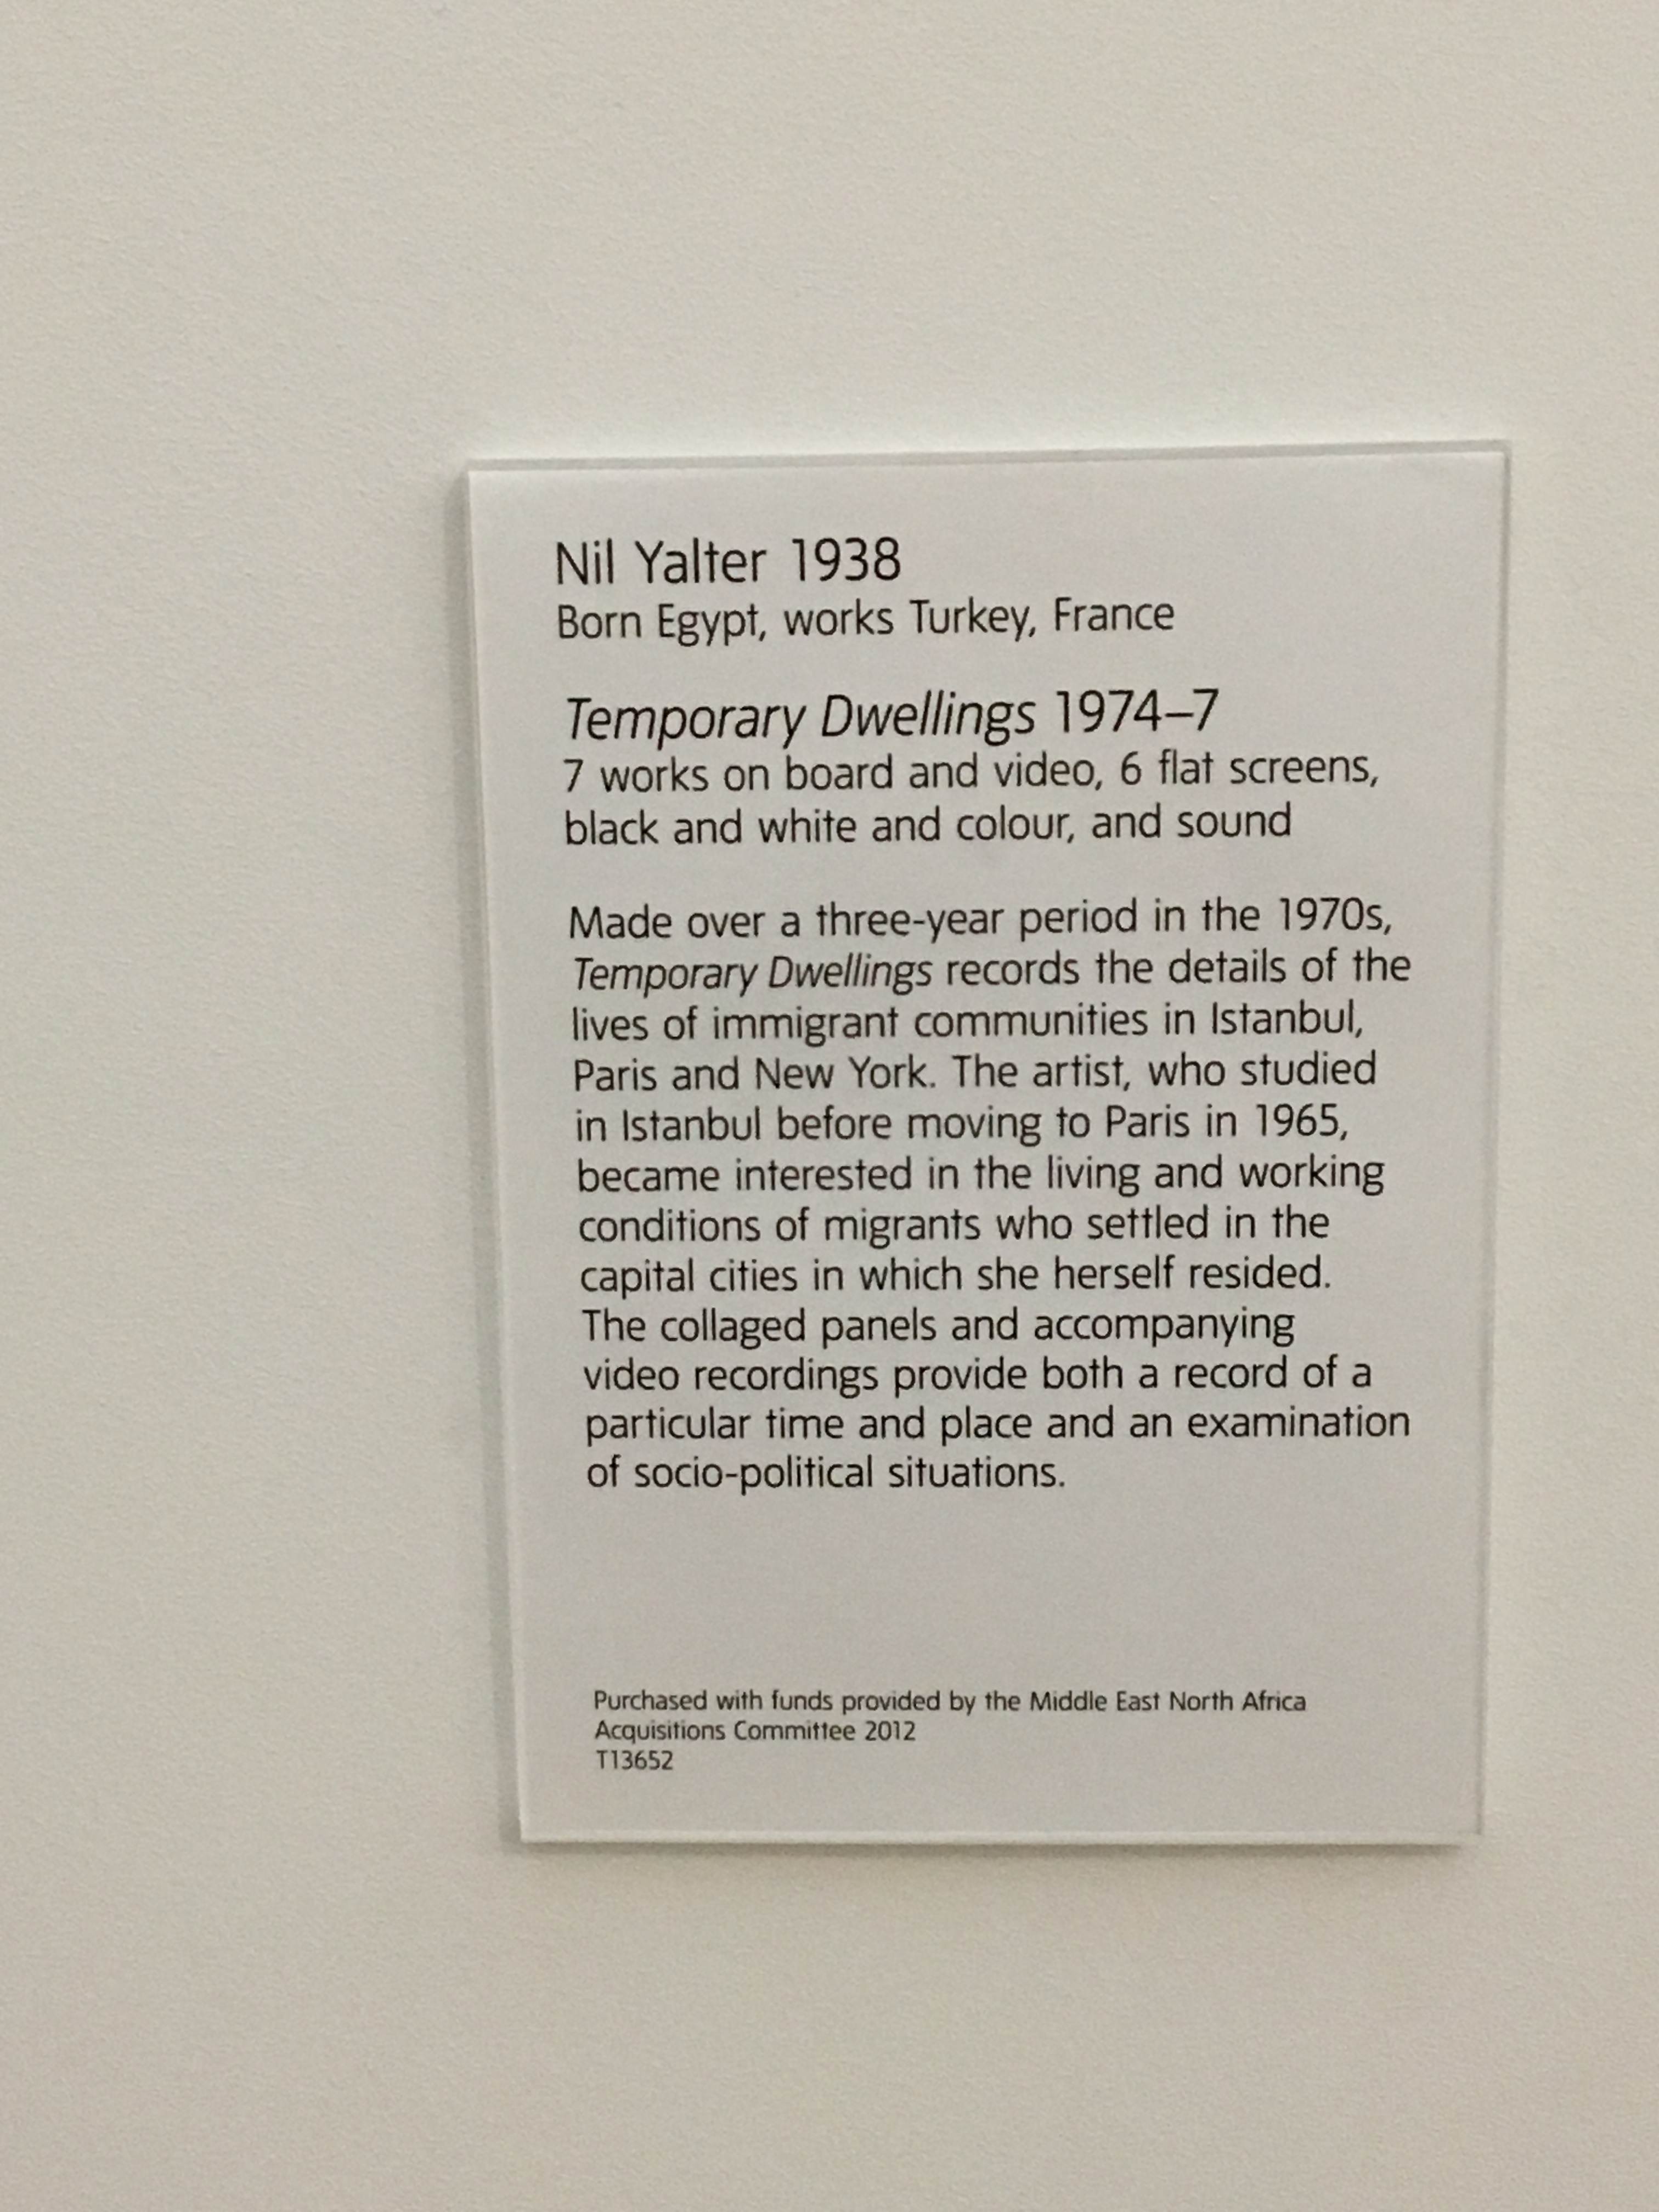 Nil Yalter 1938
Born Egypt, works Turkey, France
Temporary Dwellings 1974–7
7 works on board and video, 6 flat screens,
black and white and colour, and sound
Made over a three-year period in the 1970s,
Temporary Dwellings records the details of the
lives of immigrant communities in Istanbul,
Paris and New York. The artist, who studied
in Istanbul before moving to Paris in 1965,
became interested in the living and working
conditions of migrants who settled in the
capital cities in which she herself resided.
The collaged panels and accompanying
video recordings provide both a record of a
particular time and place and an examination
of socio-political situations.
Purchased with funds provided by the Middle East North Africa
Acquisitions Committee 2012
T13652